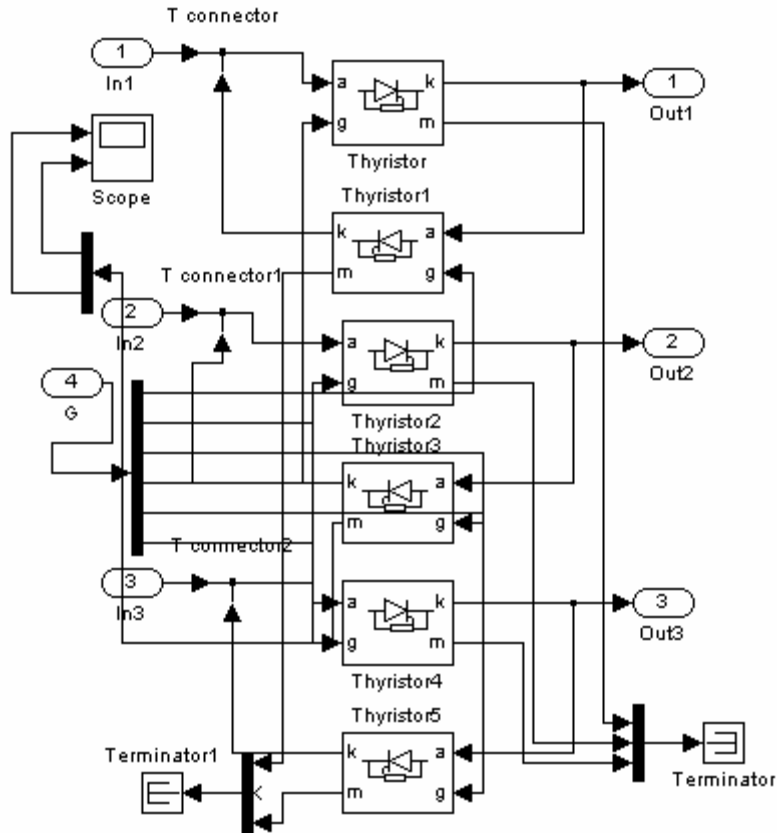 T connector
1
In1
a k
g m
Thyristor
1
Out1
Scope
Thyristor1
k a
m g
T connector1
2
In2
a k
g m
Thyristor2
2
Out2
4
G
Thyristor3
k a
m g
T connector2
3
In3
a k
g m
Thyristor4
3
Out3
Thyristor5
k a
m g
Terminator1
Terminator